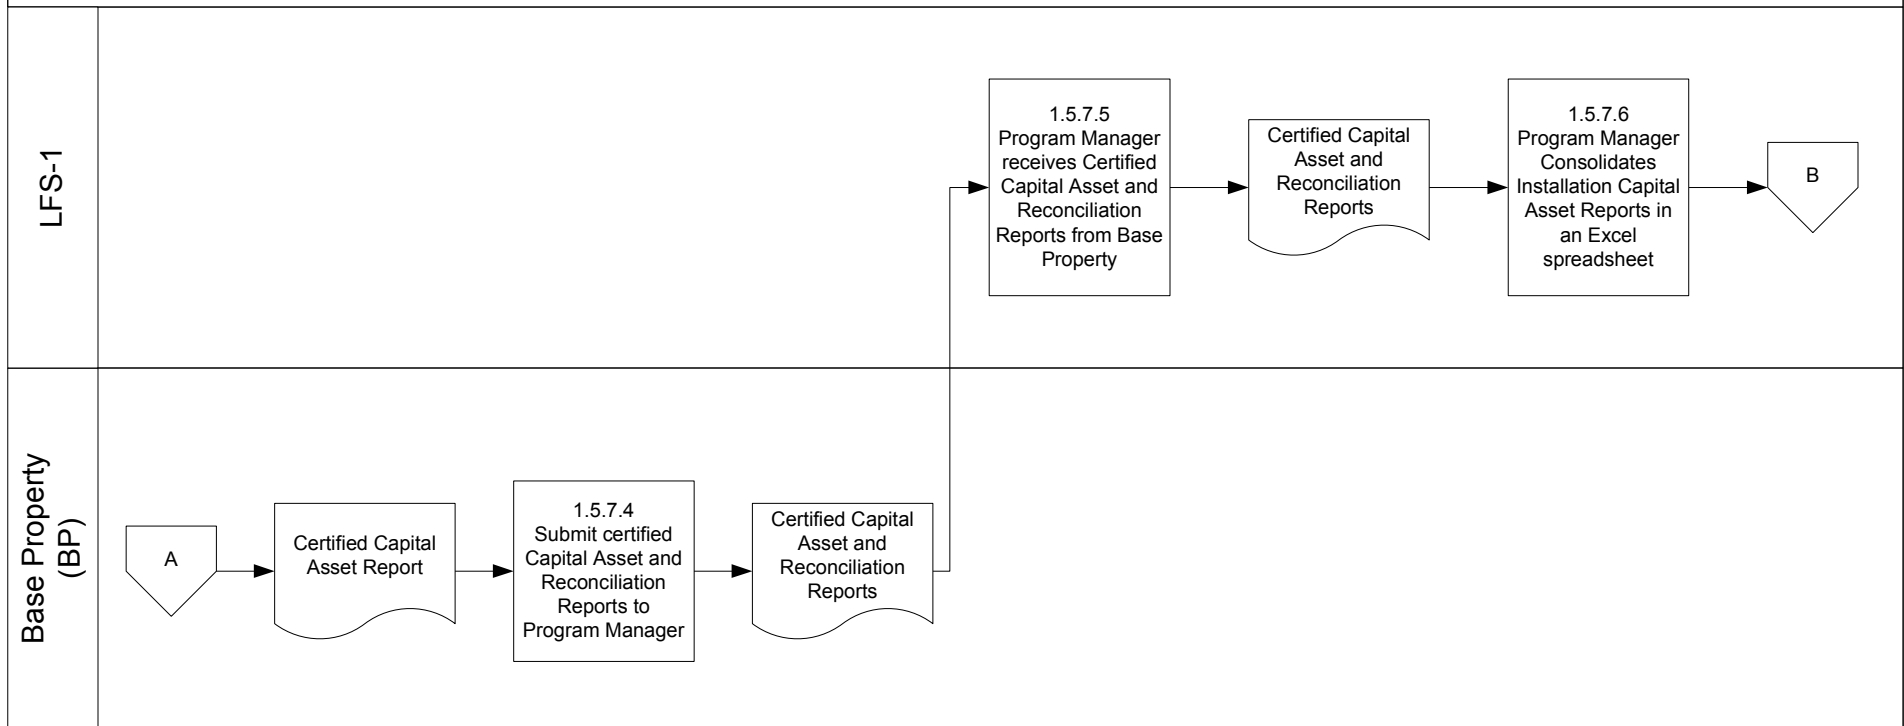 LFS-1
1.5.7.5
Program Manager
receives Certified
Capital Asset and
Reconciliation
Reports from Base
Property
Certified Capital
Asset and
Reconciliation
Reports
1.5.7.6
Program Manager
Consolidates
Installation Capital
Asset Reports in
an Excel
spreadsheet
B
Base Property
(BP)
A
Certified Capital
Asset Report
1.5.7.4
Submit certified
Capital Asset and
Reconciliation
Reports to
Program Manager
Certified Capital
Asset and
Reconciliation
Reports